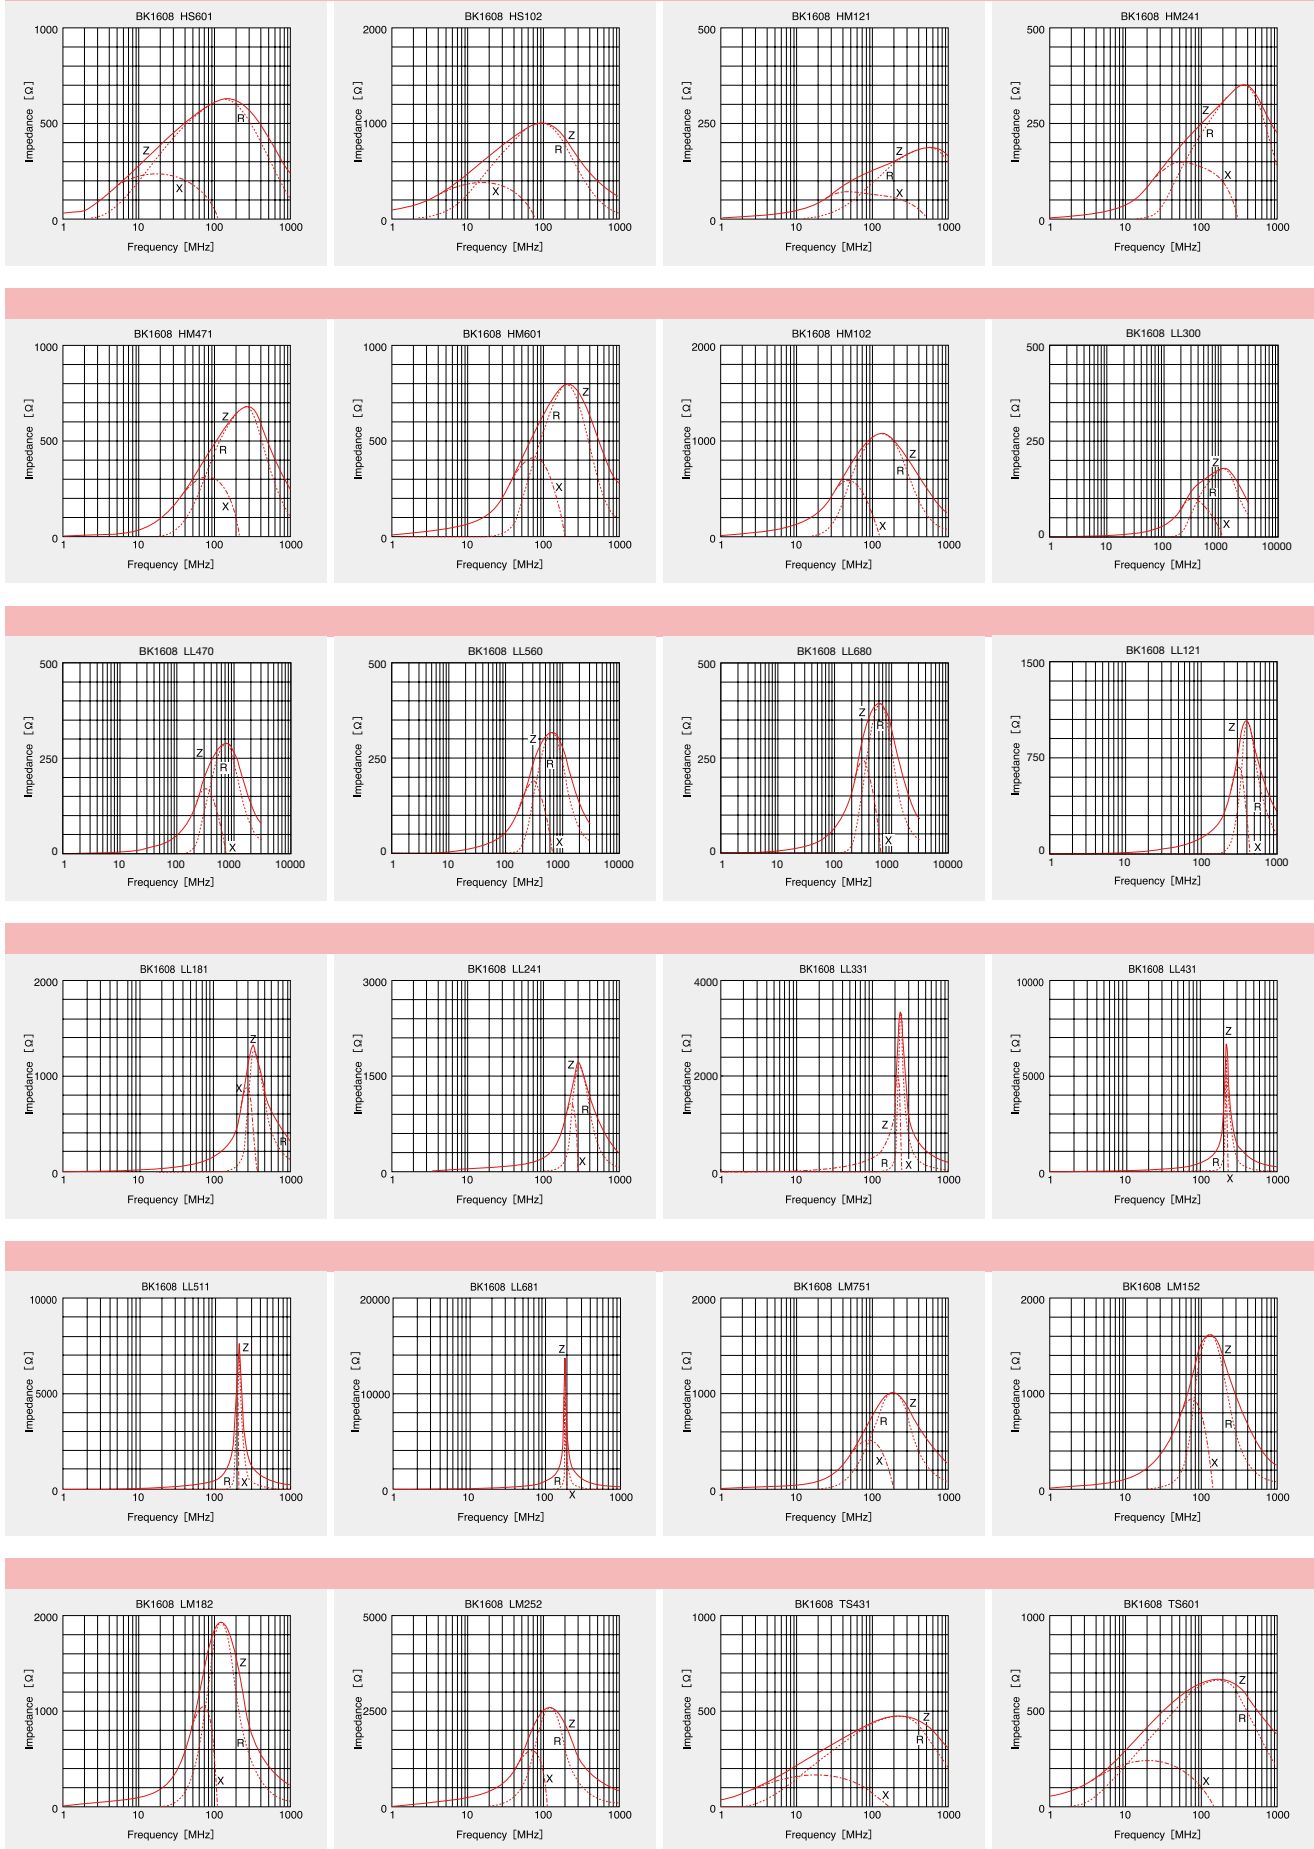 BK1608 HS601
1000
500
0
Impedance [Ω]
Z
R
X
1 10 100 1000
Frequency [MHz]
BK1608 HS102
2000
1000
0
Impedance [Ω]
Z
R
X
1 10 100 1000
Frequency [MHz]
BK1608 HM121
500
250
0
Impedance [Ω]
Z
R
X
1 10 100 1000
Frequency [MHz]
BK1608 HM241
500
250
0
Impedance [Ω]
Z
R
X
1 10 100 1000
Frequency [MHz]
BK1608 HM471
1000
500
0
Impedance [Ω]
Z
R
X
1 10 100 1000
Frequency [MHz]
BK1608 HM601
1000
500
0
Impedance [Ω]
Z
R
X
1 10 100 1000
Frequency [MHz]
BK1608 HM102
2000
1000
0
Impedance [Ω]
Z
R
X
1 10 100 1000
Frequency [MHz]
BK1608 LL300
500
250
0
Impedance [Ω]
Z
R
X
1 10 100 1000 10000
Frequency [MHz]
BK1608 LL470
500
250
0
Impedance [Ω]
Z
R
X
1 10 100 1000 10000
Frequency [MHz]
BK1608 LL560
500
250
0
Impedance [Ω]
Z
R
X
1 10 100 1000 10000
Frequency [MHz]
BK1608 LL680
500
250
0
Impedance [Ω]
Z
R
X
1 10 100 1000 10000
Frequency [MHz]
BK1608 LL121
1500
750
0
Impedance [Ω]
Z
R
X
1 10 100 1000
Frequency [MHz]
BK1608 LL181
2000
1000
0
Impedance [Ω]
Z
X
R
1 10 100 1000
Frequency [MHz]
BK1608 LL241
3000
1500
0
Impedance [Ω]
Z
R
X
1 10 100 1000
Frequency [MHz]
BK1608 LL331
4000
2000
0
Impedance [Ω]
Z
R X
1 10 100 1000
Frequency [MHz]
BK1608 LL431
10000
5000
0
Impedance [Ω]
Z
R
X
1 10 100 1000
Frequency [MHz]
BK1608 LL511
10000
5000
0
Impedance [Ω]
Z
R X
1 10 100 1000
Frequency [MHz]
BK1608 LL681
20000
10000
0
Impedance [Ω]
Z
R
X
1 10 100 1000
Frequency [MHz]
BK1608 LM751
2000
1000
0
Impedance [Ω]
Z
R
X
1 10 100 1000
Frequency [MHz]
BK1608 LM152
2000
1000
0
Impedance [Ω]
Z
R
X
1 10 100 1000
Frequency [MHz]
BK1608 LM182
2000
1000
0
Impedance [Ω]
Z
R
X
1 10 100 1000
Frequency [MHz]
BK1608 LM252
5000
2500
0
Impedance [Ω]
Z
R
X
1 10 100 1000
Frequency [MHz]
BK1608 TS431
1000
500
0
Impedance [Ω]
Z
R
X
1 10 100 1000
Frequency [MHz]
BK1608 TS601
1000
500
0
Impedance [Ω]
Z
R
X
1 10 100 1000
Frequency [MHz]